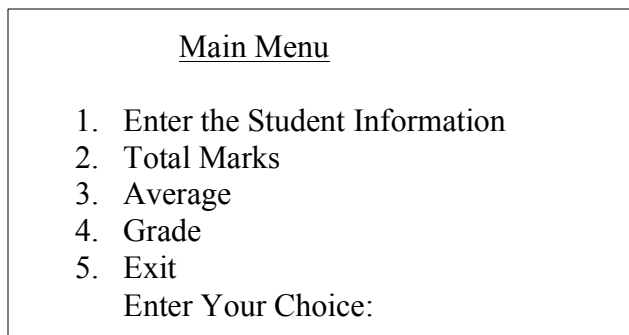 Main Menu
1. Enter the Student Information
2. Total Marks
3. Average
4. Grade
5. Exit
Enter Your Choice: